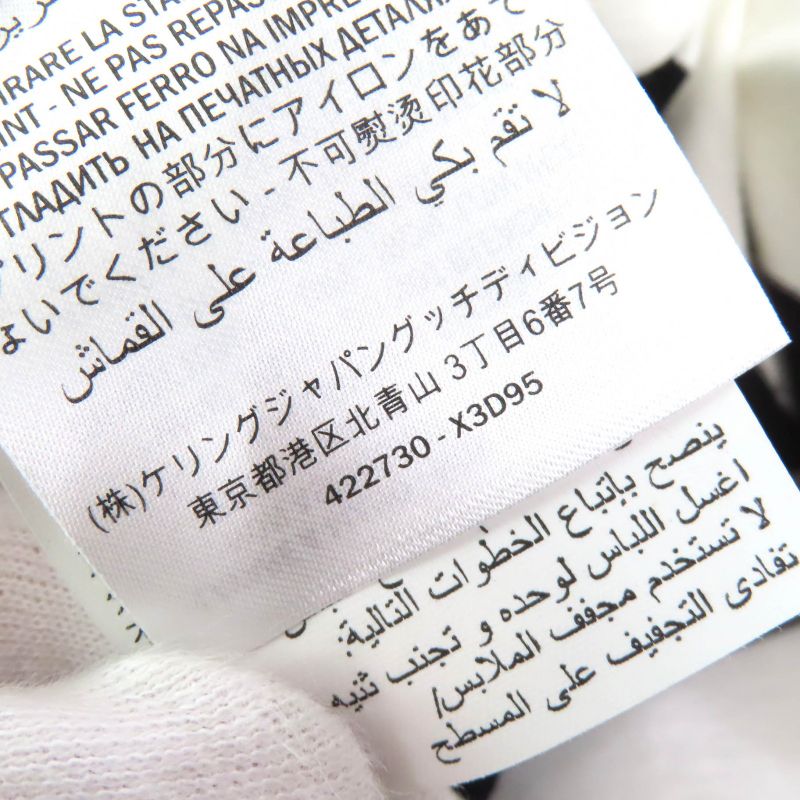 IRARE LA STA
INT - NE PAS REPAS
PASSAR FERRO NA IMPRE
ГЛАДИТЬ НА ПЕЧАТНЫХ ДЕТАЛЯ
プリントの部分にアイロンをあて
ょいでください - 不可熨烫印花部分
لا تقم بكي الطباعة على القماش
(株)ケリングジャパングッチディビジョン
東京都港区北青山 3丁目6番7号
422730 - X3D95
ينصح بإتباع الخطوات التالية:
اغسل اللباس لوحده و تجنب ثنيه
لا تستخدم مجفف الملابس/
تفادى التجفيف على المسطح